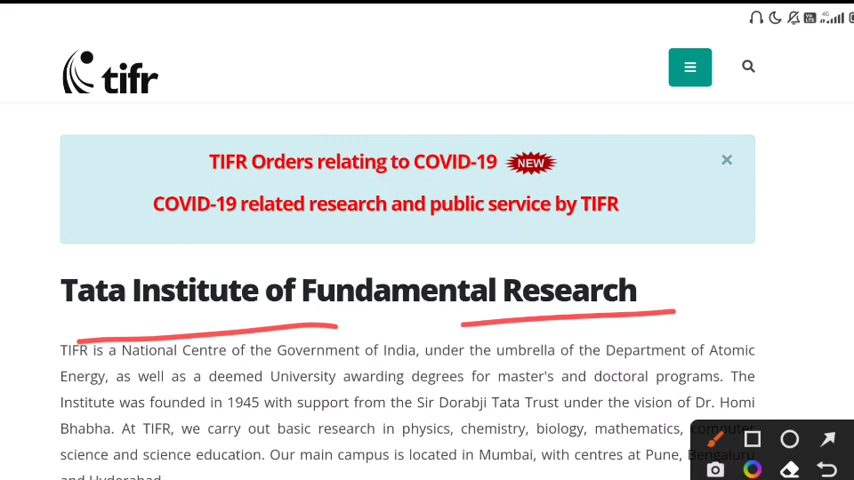 tifr
TIFR Orders relating to COVID-19 NEW
COVID-19 related research and public service by TIFR
Tata Institute of Fundamental Research
TIFR is a National Centre of the Government of India, under the umbrella of the Department of Atomic
Energy, as well as a deemed University awarding degrees for master's and doctoral programs. The
Institute was founded in 1945 with support from the Sir Dorabji Tata Trust under the vision of Dr. Homi
Bhabha. At TIFR, we carry out basic research in physics, chemistry, biology, mathematics, computer
science and science education. Our main campus is located in Mumbai, with centres at Pune, Bengaluru
and Hyderabad.